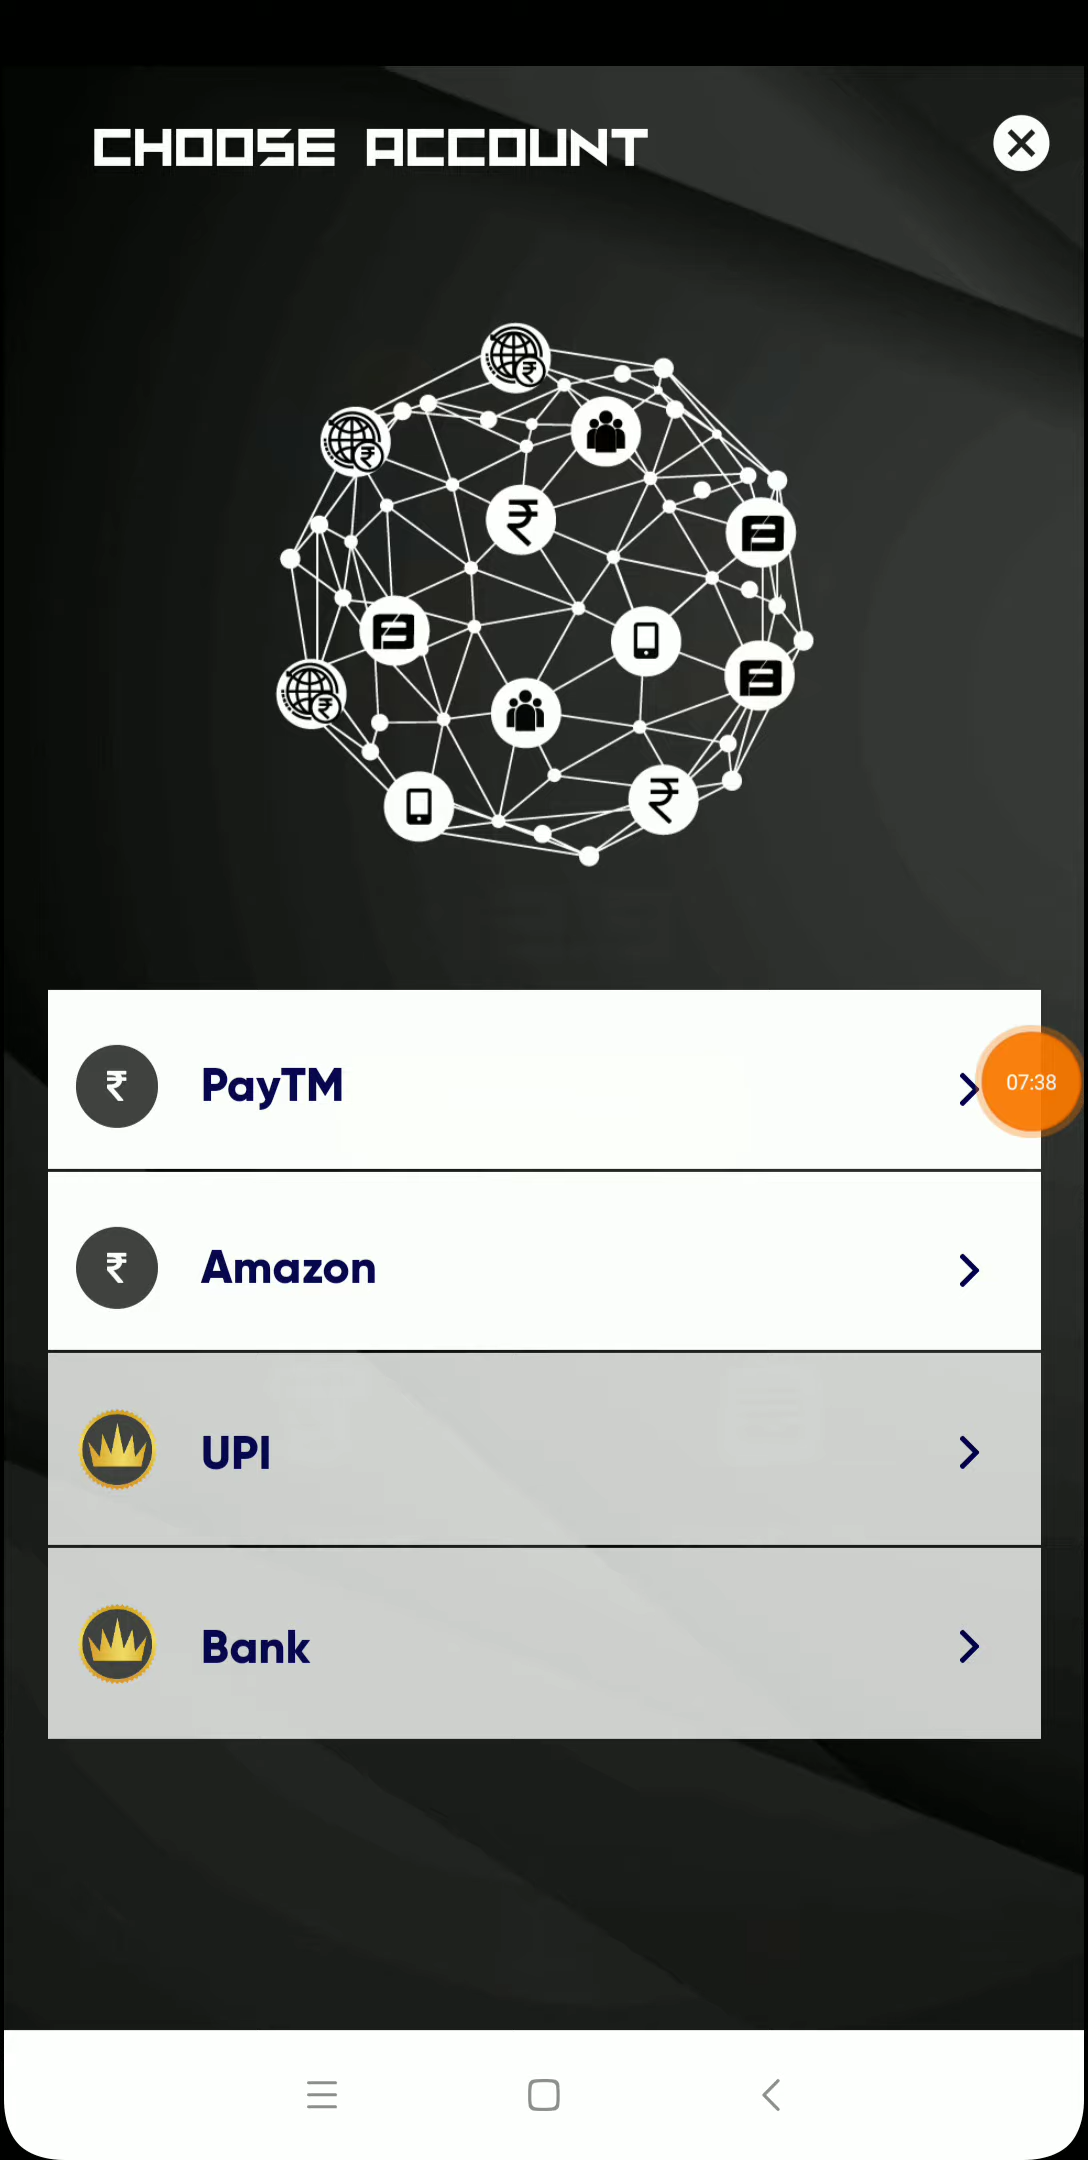 CHOOSE ACCOUNT
₹
₹
₹
₹
₹
₹ PayTM
07:38
₹ Amazon
UPI
Bank